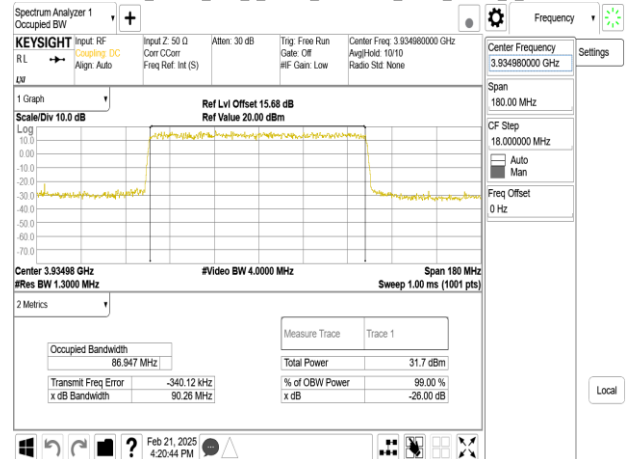 Spectrum Analyzer 1
Occupied BW
Frequency
KEYSIGHT
RL
LXI
Input: RF
Coupling: DC
Align: Auto
Input Z: 50 Ω
Corr CCorr
Freq Ref: Int (S)
Atten: 30 dB
Trig: Free Run
Gate: Off
#IF Gain: Low
Center Freq: 3.934980000 GHz
Avg|Hold: 10/10
Radio Std: None
Center Frequency
3.934980000 GHz
Settings
Span
180.00 MHz
CF Step
18.000000 MHz
Auto
Man
Freq Offset
0 Hz
Local
1 Graph
Scale/Div 10.0 dB
Ref Lvl Offset 15.68 dB
Ref Value 20.00 dBm
Log
10.0
0.00
-10.0
-20.0
-30.0
-40.0
-50.0
-60.0
-70.0
Center 3.93498 GHz
#Res BW 1.3000 MHz
#Video BW 4.0000 MHz
Span 180 MHz
Sweep 1.00 ms (1001 pts)
2 Metrics
Measure Trace Trace 1
Occupied Bandwidth
86.947 MHz
Total Power 31.7 dBm
Transmit Freq Error -340.12 kHz
% of OBW Power 99.00 %
x dB Bandwidth 90.26 MHz
x dB -26.00 dB
Feb 21, 2025
4:20:44 PM